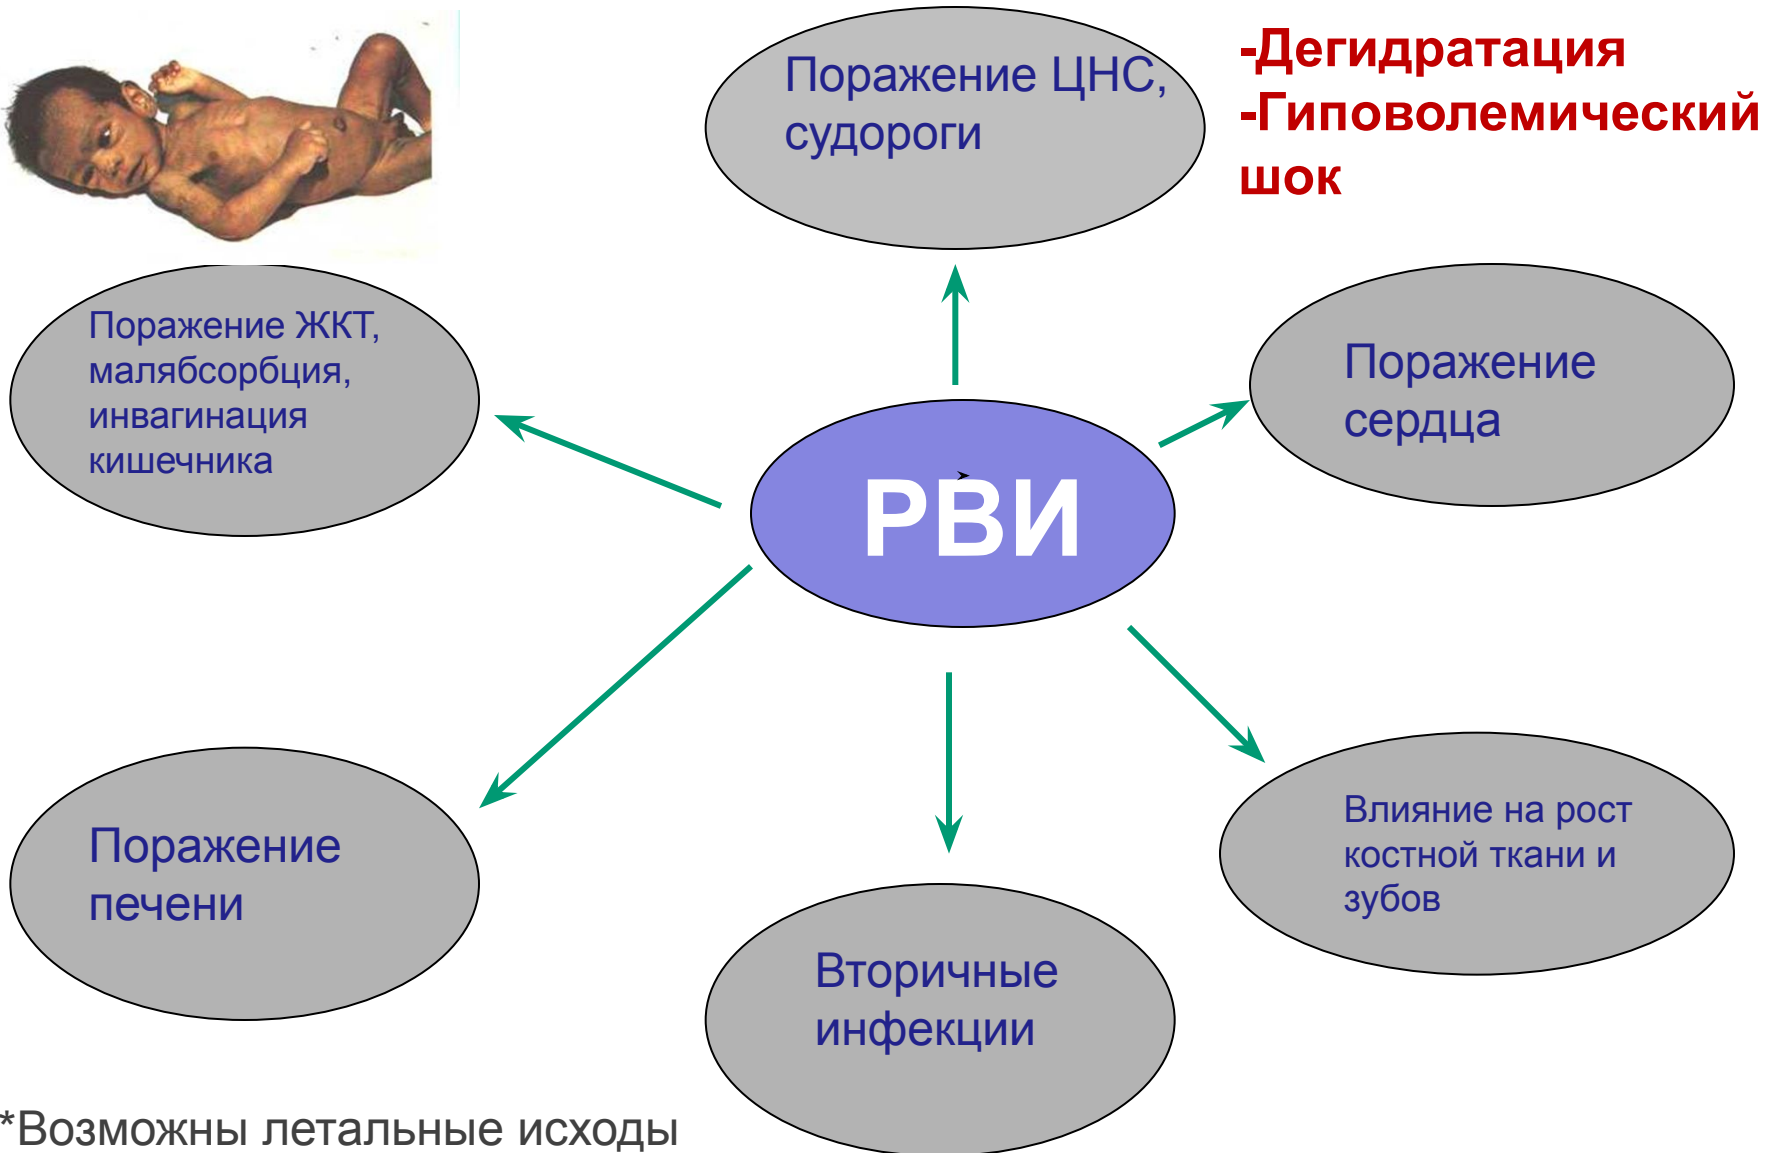 Поражение ЦНС,
судороги
-Дегидратация
-Гиповолемический
шок
Поражение ЖКТ,
малябсорбция,
инвагинация
кишечника
Поражение
сердца
РВИ
Поражение
печени
Влияние на рост
костной ткани и
зубов
Вторичные
инфекции
*Возможны летальные исходы